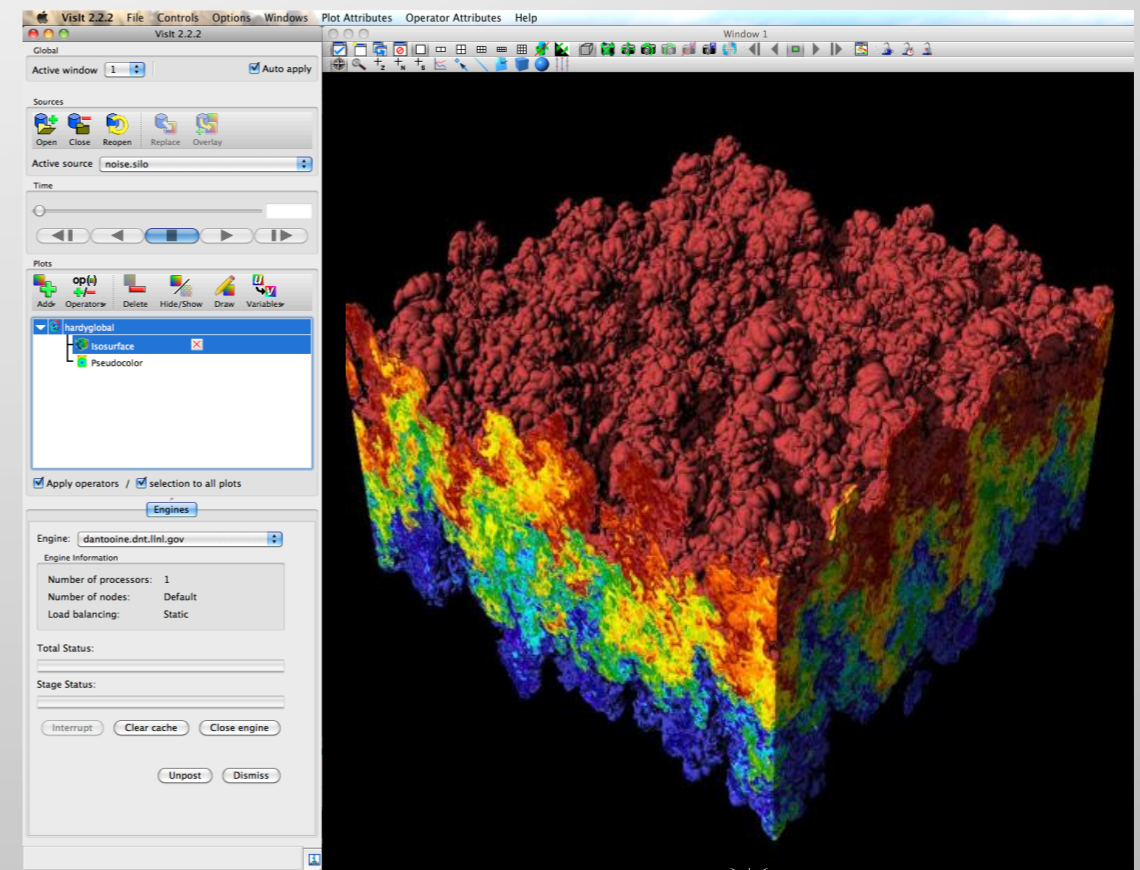 VisIt 2.2.2 File Controls Options Windows Plot Attributes Operator Attributes Help
VisIt 2.2.2
Window 1
Global
Active window 1
Auto apply
Sources
Open Close Reopen Replace Overlay
Active source noise.silo
Time
Plots
op(·)
+/-
Add Operators Delete Hide/Show Draw Variables
hardyglobal
Isosurface
Pseudocolor
Apply operators / selection to all plots
Engines
Engine: dantooine.dnt.llnl.gov
Engine Information
Number of processors: 1
Number of nodes: Default
Load balancing: Static
Total Status:
Stage Status:
Interrupt Clear cache Close engine
Unpost Dismiss